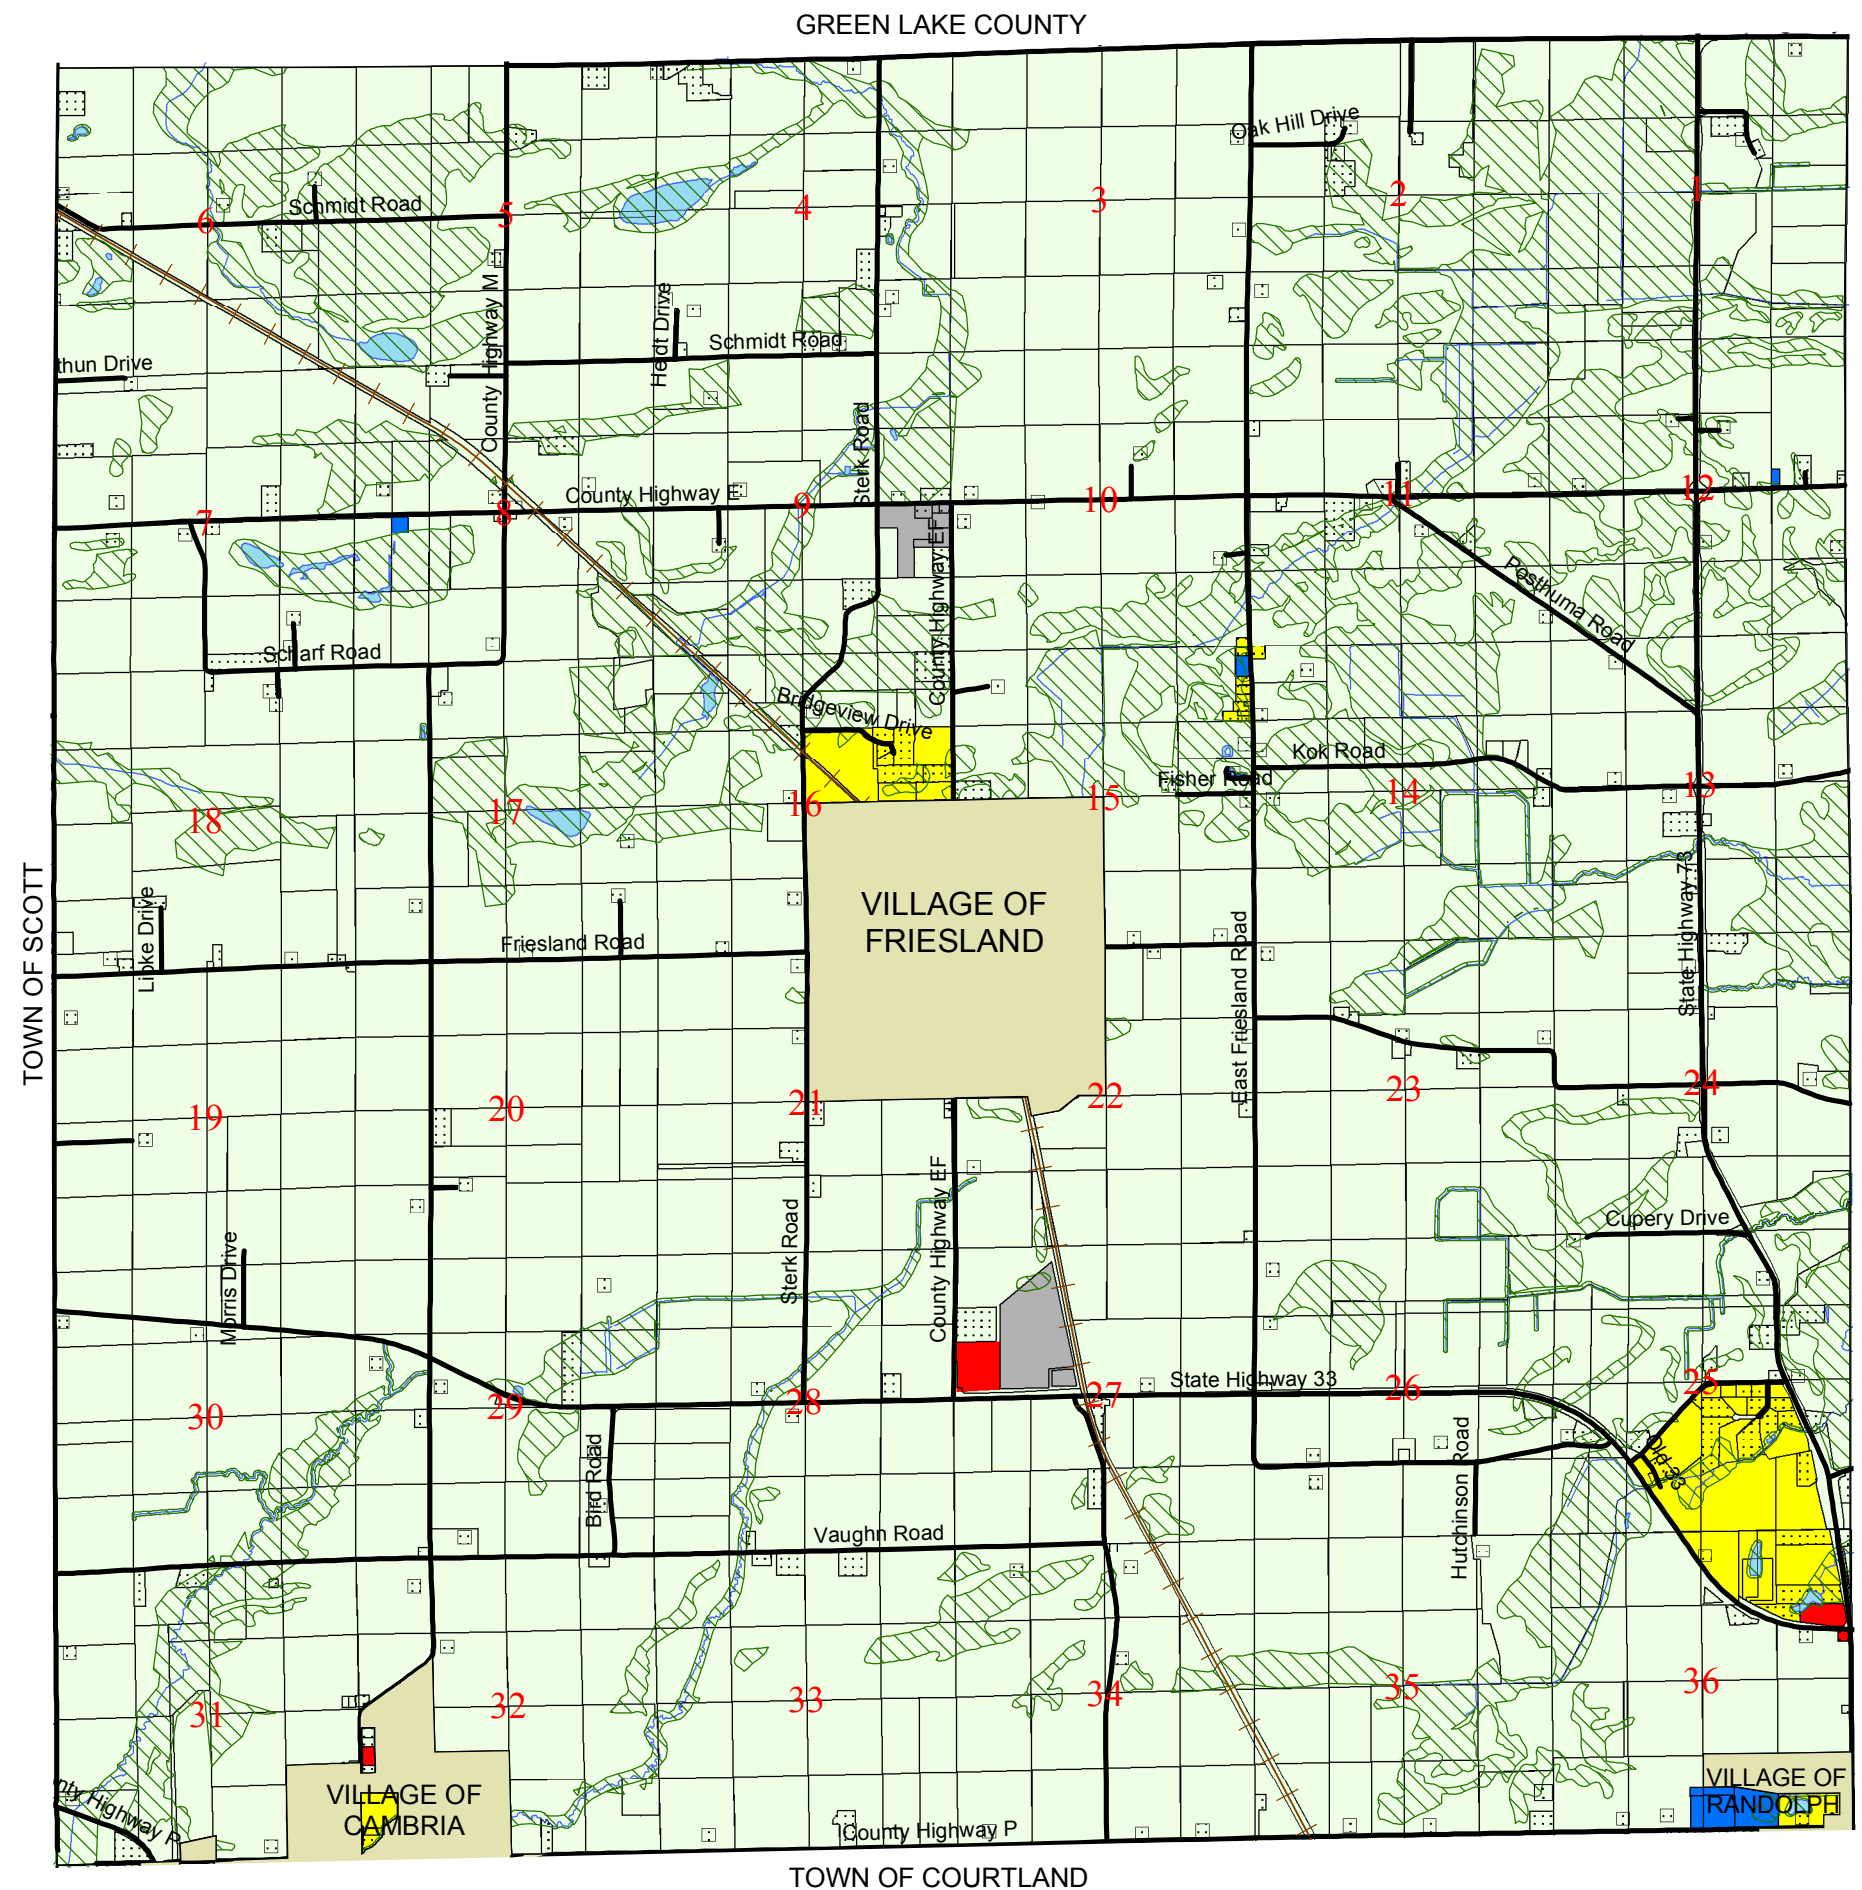 GREEN LAKE COUNTY
Oak Hill Drive
1
2
3
4
5
6
Schmidt Road
County Highway M
Heidt Drive
Schmidt Road
thun Drive
Sterk Road
County Highway E
7
8
9
10
11
12
County Highway EF
Posthuma Road
Scharf Road
Bridgeview Drive
Kok Road
Fisher Road
18
17
16
15
14
13
State Highway 73
VILLAGE OF
FRIESLAND
TOWN OF SCOTT
Friesland Road
East Friesland Road
19
20
21
22
23
24
Cupery Drive
Morris Drive
Sterk Road
County Highway EF
State Highway 33
30
29
28
27
26
25
Old 33
Bird Road
Hutchinson Road
Vaughn Road
31
32
33
34
35
36
VILLAGE OF
CAMBRIA
VILLAGE OF
RANDOLPH
nty Highway P
County Highway P
TOWN OF COURTLAND